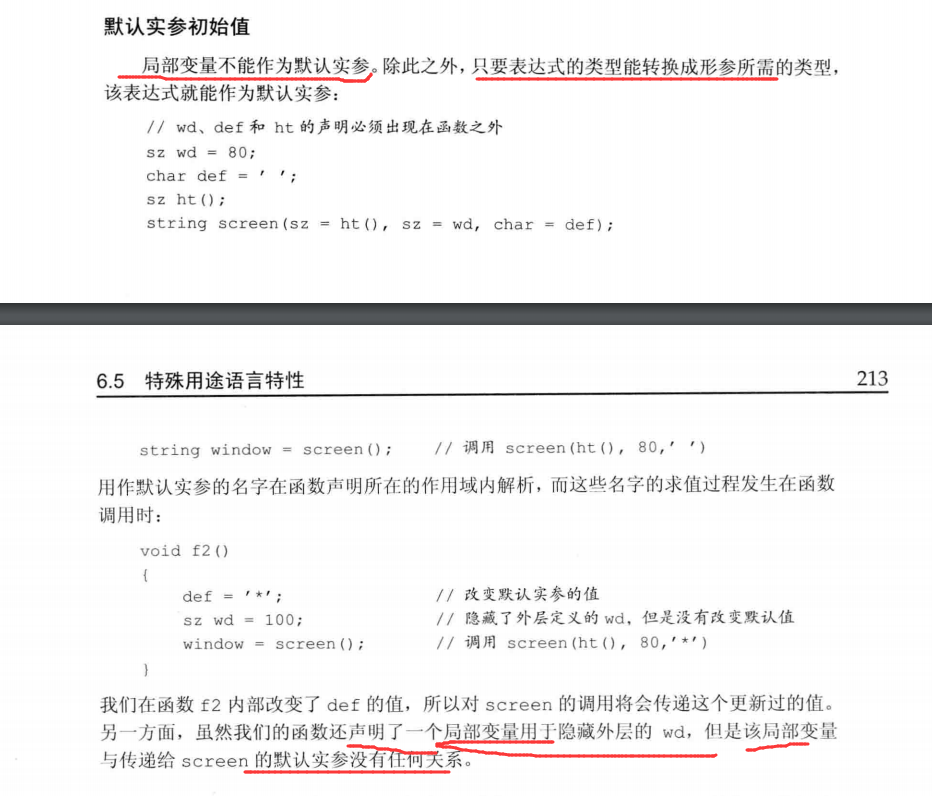 默认实参初始值
局部变量不能作为默认实参。除此之外，只要表达式的类型能转换成形参所需的类型，
该表达式就能作为默认实参：
// wd、def 和 ht 的声明必须出现在函数之外
sz wd = 80;
char def = ' ';
sz ht();
string screen(sz = ht(), sz = wd, char = def);
6.5 特殊用途语言特性 213
string window = screen(); // 调用 screen(ht(), 80,' ')
用作默认实参的名字在函数声明所在的作用域内解析，而这些名字的求值过程发生在函数
调用时：
void f2()
{
def = '*'; // 改变默认实参的值
sz wd = 100; // 隐藏了外层定义的 wd，但是没有改变默认值
window = screen(); // 调用 screen(ht(), 80,'*')
}
我们在函数 f2 内部改变了 def 的值，所以对 screen 的调用将会传递这个更新过的值。
另一方面，虽然我们的函数还声明了一个局部变量用于隐藏外层的 wd，但是该局部变量
与传递给 screen 的默认实参没有任何关系。